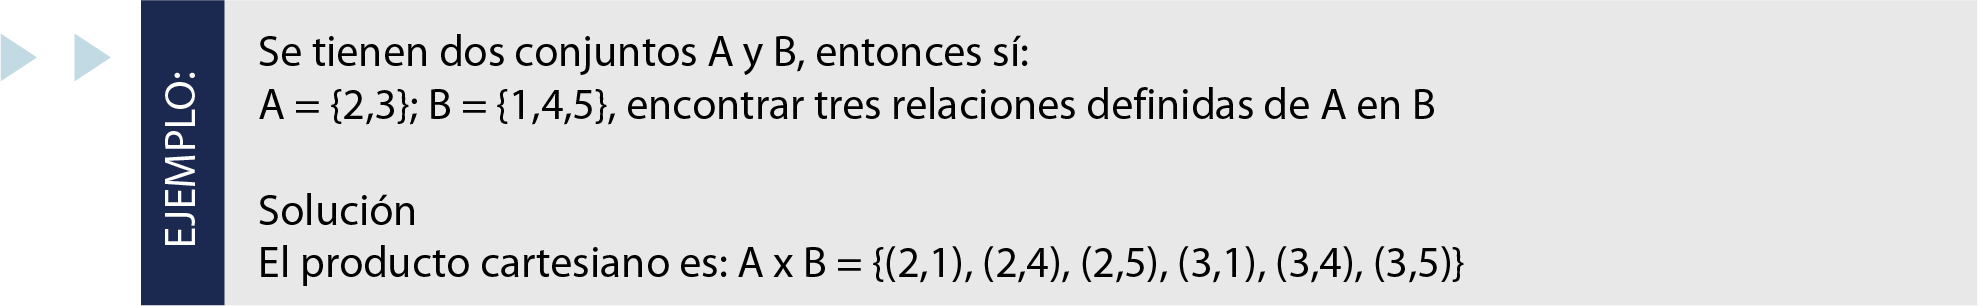 EJEMPLO:
Se tienen dos conjuntos A y B, entonces sí:
A = {2,3}; B = {1,4,5}, encontrar tres relaciones definidas de A en B
Solución
El producto cartesiano es: A x B = {(2,1), (2,4), (2,5), (3,1), (3,4), (3,5)}